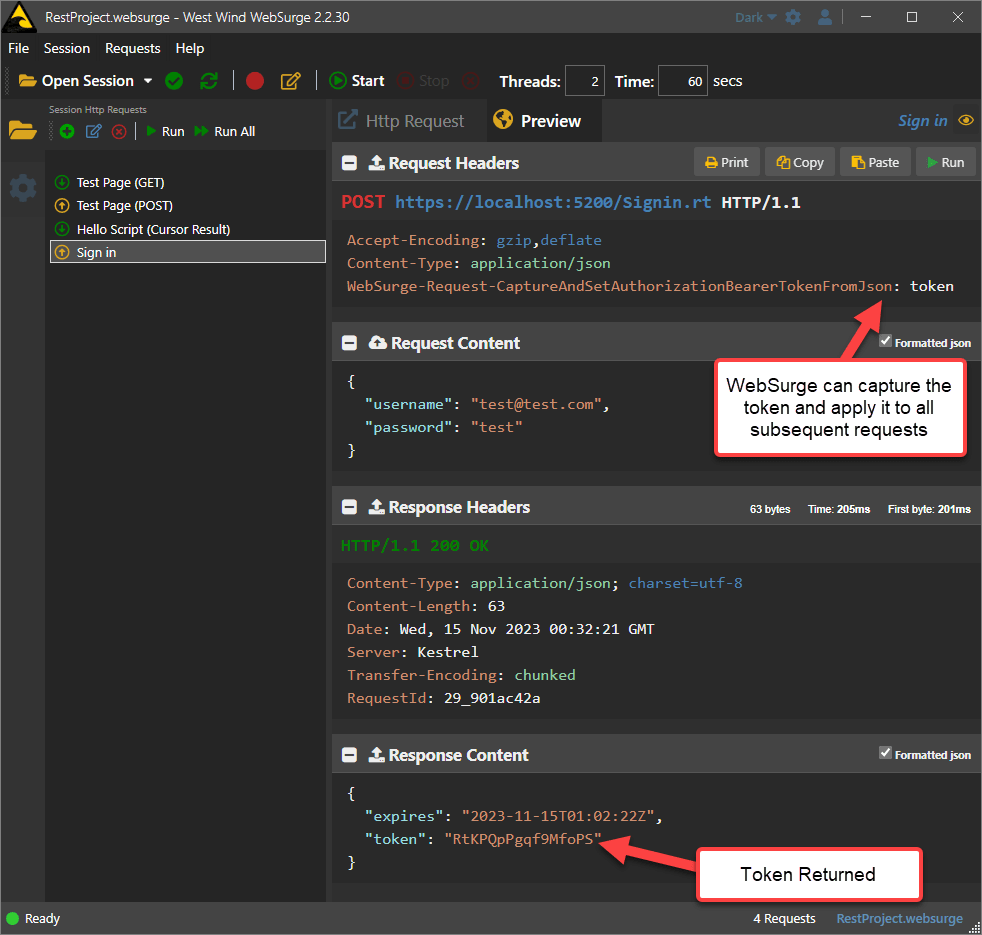 RestProject.websurge - West Wind WebSurge 2.2.30
Dark
File Session Requests Help
Open Session Start Stop Threads: 2 Time: 60 secs
Session Http Requests
Run Run All
Test Page (GET)
Test Page (POST)
Hello Script (Cursor Result)
Sign in
Http Request Preview Sign in
Request Headers Print Copy Paste Run
POST https://localhost:5200/Signin.rt HTTP/1.1
Accept-Encoding: gzip,deflate
Content-Type: application/json
WebSurge-Request-CaptureAndSetAuthorizationBearerTokenFromJson: token
Request Content Formatted json
{
"username": "test@test.com",
"password": "test"
}
WebSurge can capture the
token and apply it to all
subsequent requests
Response Headers 63 bytes Time: 205ms First byte: 201ms
HTTP/1.1 200 OK
Content-Type: application/json; charset=utf-8
Content-Length: 63
Date: Wed, 15 Nov 2023 00:32:21 GMT
Server: Kestrel
Transfer-Encoding: chunked
RequestId: 29_901ac42a
Response Content Formatted json
{
"expires": "2023-11-15T01:02:22Z",
"token": "RtKPQpPgqf9MfoPS"
}
Token Returned
Ready 4 Requests RestProject.websurge